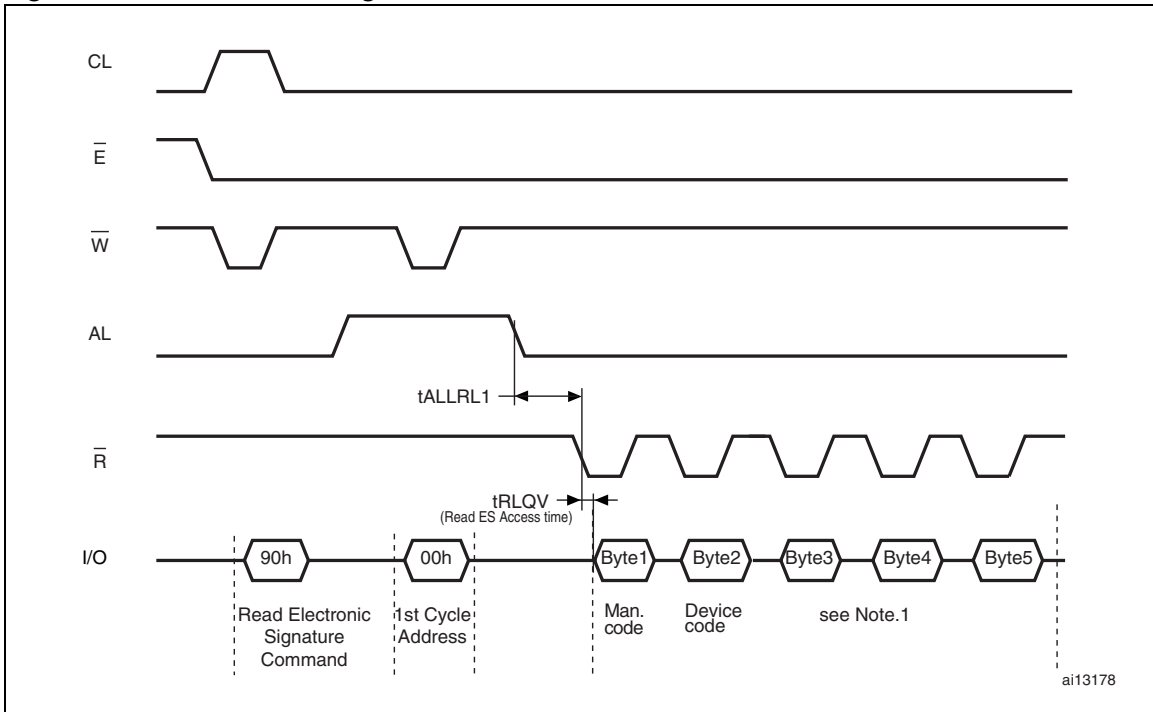 CL
E
W
AL
tALLRL1
R
tRLQV
(Read ES Access time)
I/O
90h
00h
Byte1
Byte2
Byte3
Byte4
Byte5
Read Electronic
Signature
Command
1st Cycle
Address
Man.
code
Device
code
see Note.1
ai13178